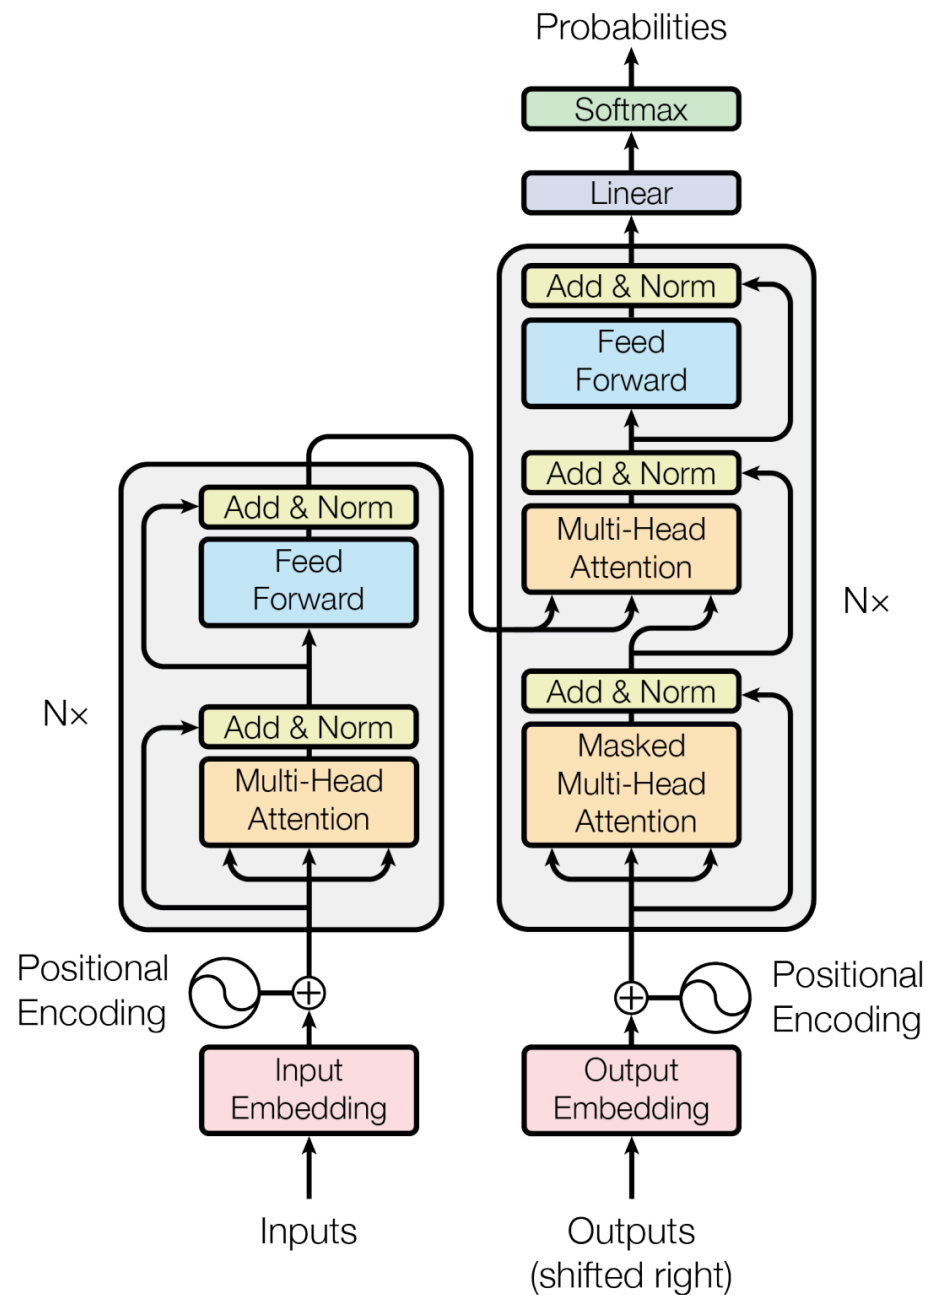 Probabilities
Softmax
Linear
Add & Norm
Feed
Forward
Add & Norm
Multi-Head
Attention
Add & Norm
Masked
Multi-Head
Attention
N×
Add & Norm
Feed
Forward
Add & Norm
Multi-Head
Attention
N×
Positional
Encoding
Positional
Encoding
Input
Embedding
Output
Embedding
Inputs
Outputs
(shifted right)